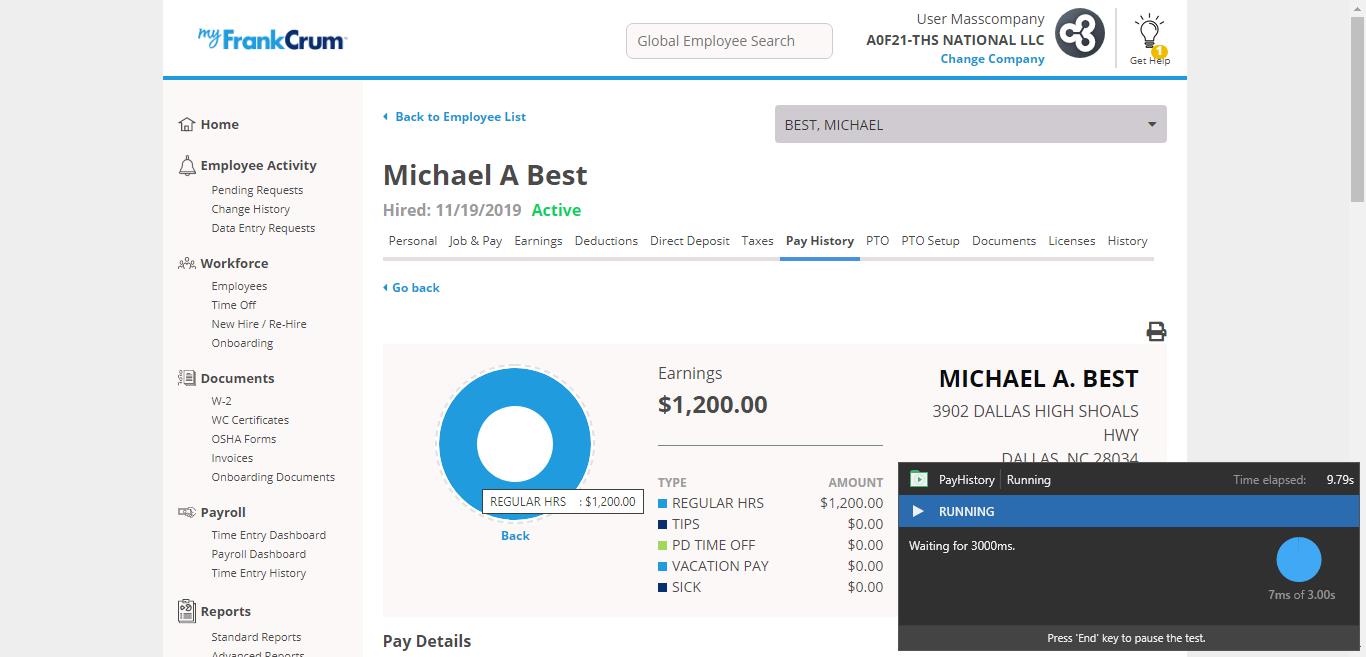 myFrankCrum
Global Employee Search
User Masscompany
A0F21-THS NATIONAL LLC
Change Company
1
Get Help
Home
Employee Activity
Pending Requests
Change History
Data Entry Requests
Workforce
Employees
Time Off
New Hire / Re-Hire
Onboarding
Documents
W-2
WC Certificates
OSHA Forms
Invoices
Onboarding Documents
Payroll
Time Entry Dashboard
Payroll Dashboard
Time Entry History
Reports
Standard Reports
Advanced Reports
Back to Employee List
BEST, MICHAEL
Michael A Best
Hired: 11/19/2019 Active
Personal Job & Pay Earnings Deductions Direct Deposit Taxes Pay History PTO PTO Setup Documents Licenses History
Go back
REGULAR HRS : $1,200.00
Back
Earnings
$1,200.00
TYPE AMOUNT
REGULAR HRS $1,200.00
TIPS $0.00
PD TIME OFF $0.00
VACATION PAY $0.00
SICK $0.00
MICHAEL A. BEST
3902 DALLAS HIGH SHOALS
HWY
DALLAS, NC 28034
Pay Details
PayHistory Running Time elapsed: 9.79s
RUNNING
Waiting for 3000ms.
7ms of 3.00s
Press 'End' key to pause the test.